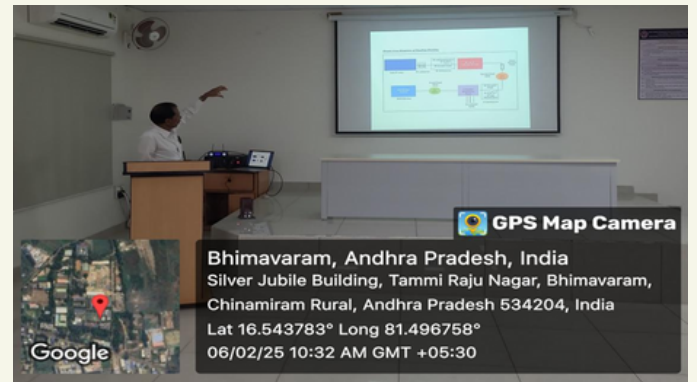 GPS Map Camera
Bhimavaram, Andhra Pradesh, India
Silver Jubile Building, Tammi Raju Nagar, Bhimavaram,
Chinamiram Rural, Andhra Pradesh 534204, India
Lat 16.543783° Long 81.496758°
06/02/25 10:32 AM GMT +05:30
Google